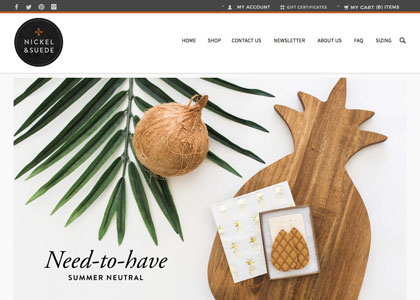 MY ACCOUNT GIFT CERTIFICATES MY CART (0) ITEMS
NICKEL
& SUEDE
HOME SHOP CONTACT US NEWSLETTER ABOUT US FAQ SIZING
Need-to-have
SUMMER NEUTRAL